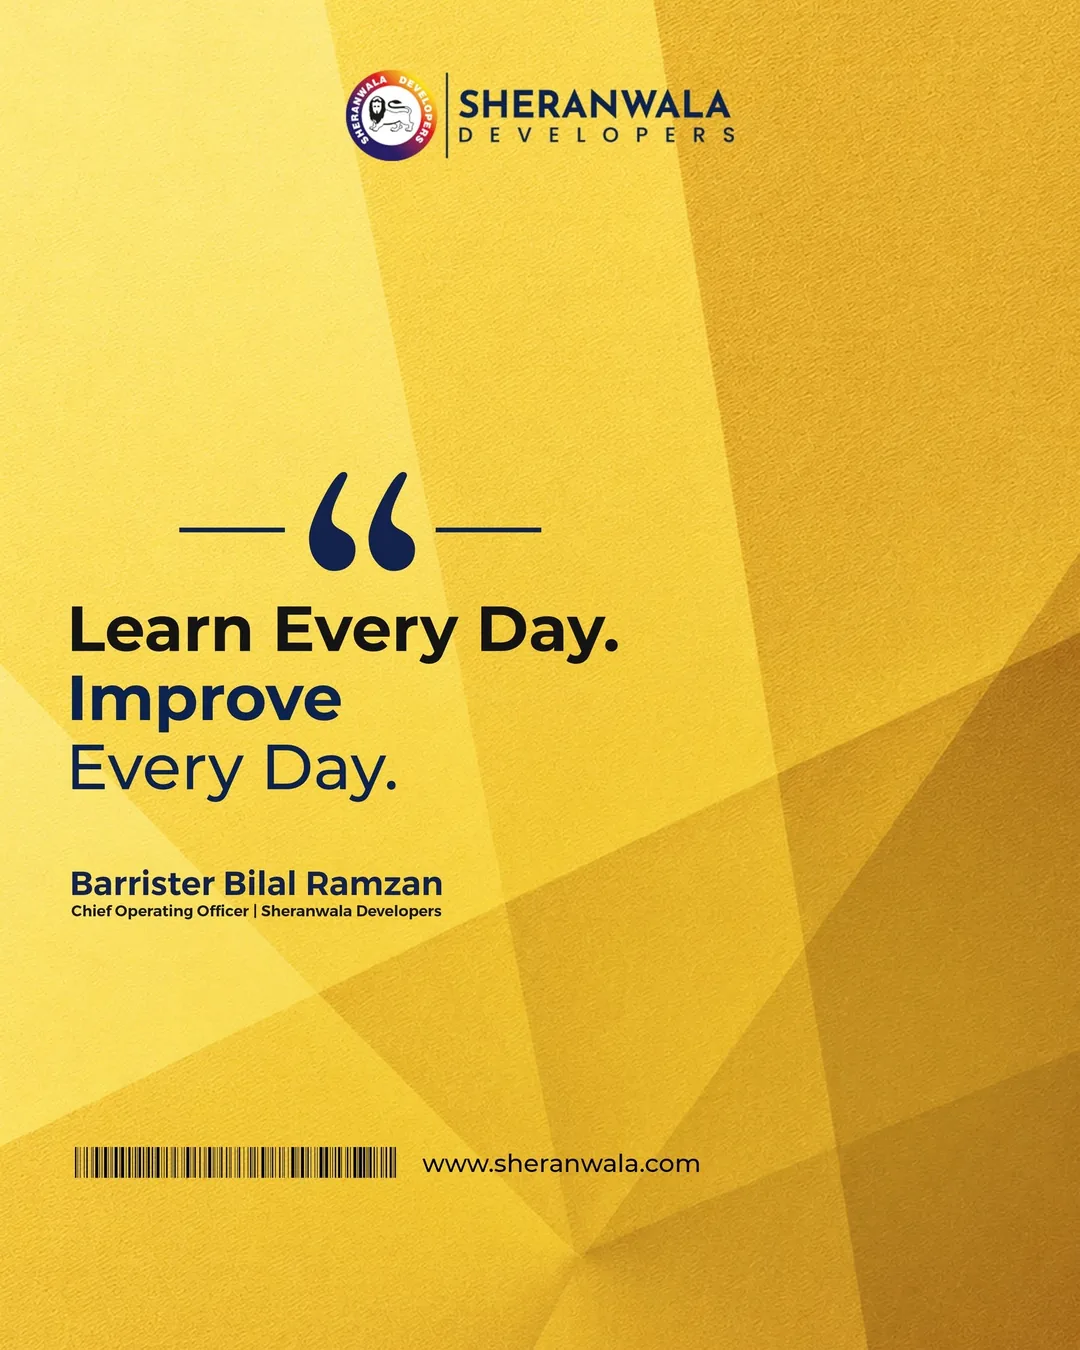 SHERANWALA DEVELOPERS
SHERANWALA
DEVELOPERS
“
Learn Every Day.
Improve
Every Day.
Barrister Bilal Ramzan
Chief Operating Officer | Sheranwala Developers
www.sheranwala.com